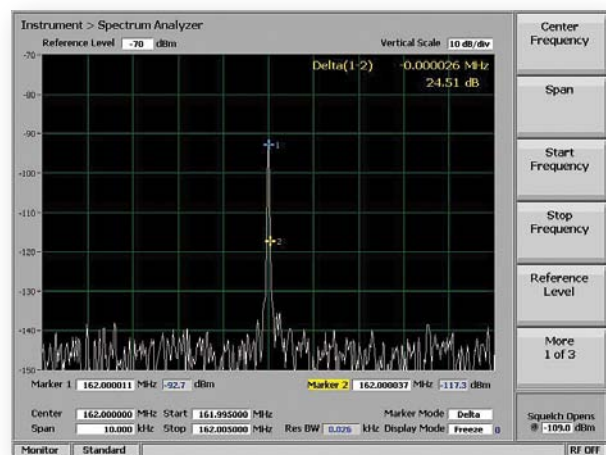 Instrument > Spectrum Analyzer
Reference Level -70 dBm Vertical Scale 10 dB/div
Delta(1-2) -0.000026 MHz
24.51 dB
-70
-80
-90
-100
-110
-120
-130
-140
-150
1
2
Marker 1 162.000011 MHz -92.7 dBm Marker 2 162.000037 MHz -117.3 dBm
Center 162.000000 MHz Start 161.995000 MHz Marker Mode Delta
Span 10.000 kHz Stop 162.005000 MHz Res BW 0.026 kHz Display Mode Freeze 0
Monitor Standard RF OFF
Center
Frequency
Span
Start
Frequency
Stop
Frequency
Reference
Level
More
1 of 3
Squelch Opens
-109.0 dBm